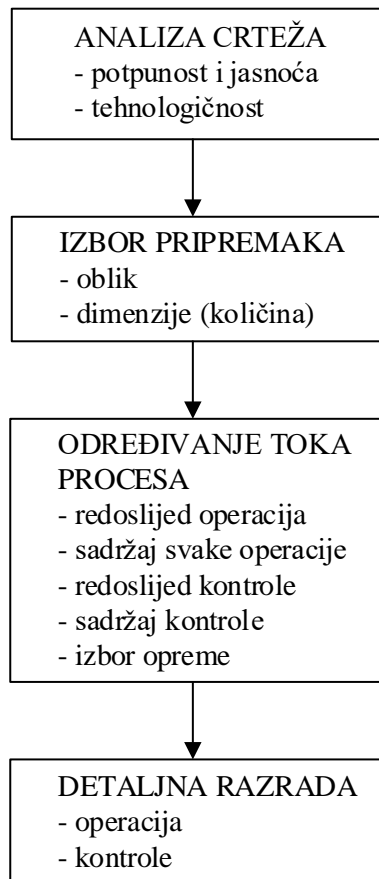 ANALIZA CRTEŽA
- potpunost i jasnoća
- tehnologičnost
IZBOR PRIPREMAKA
- oblik
- dimenzije (količina)
ODREĐIVANJE TOKA
PROCESA
- redoslijed operacija
- sadržaj svake operacije
- redoslijed kontrole
- sadržaj kontrole
- izbor opreme
DETALJNA RAZRADA
- operacija
- kontrole